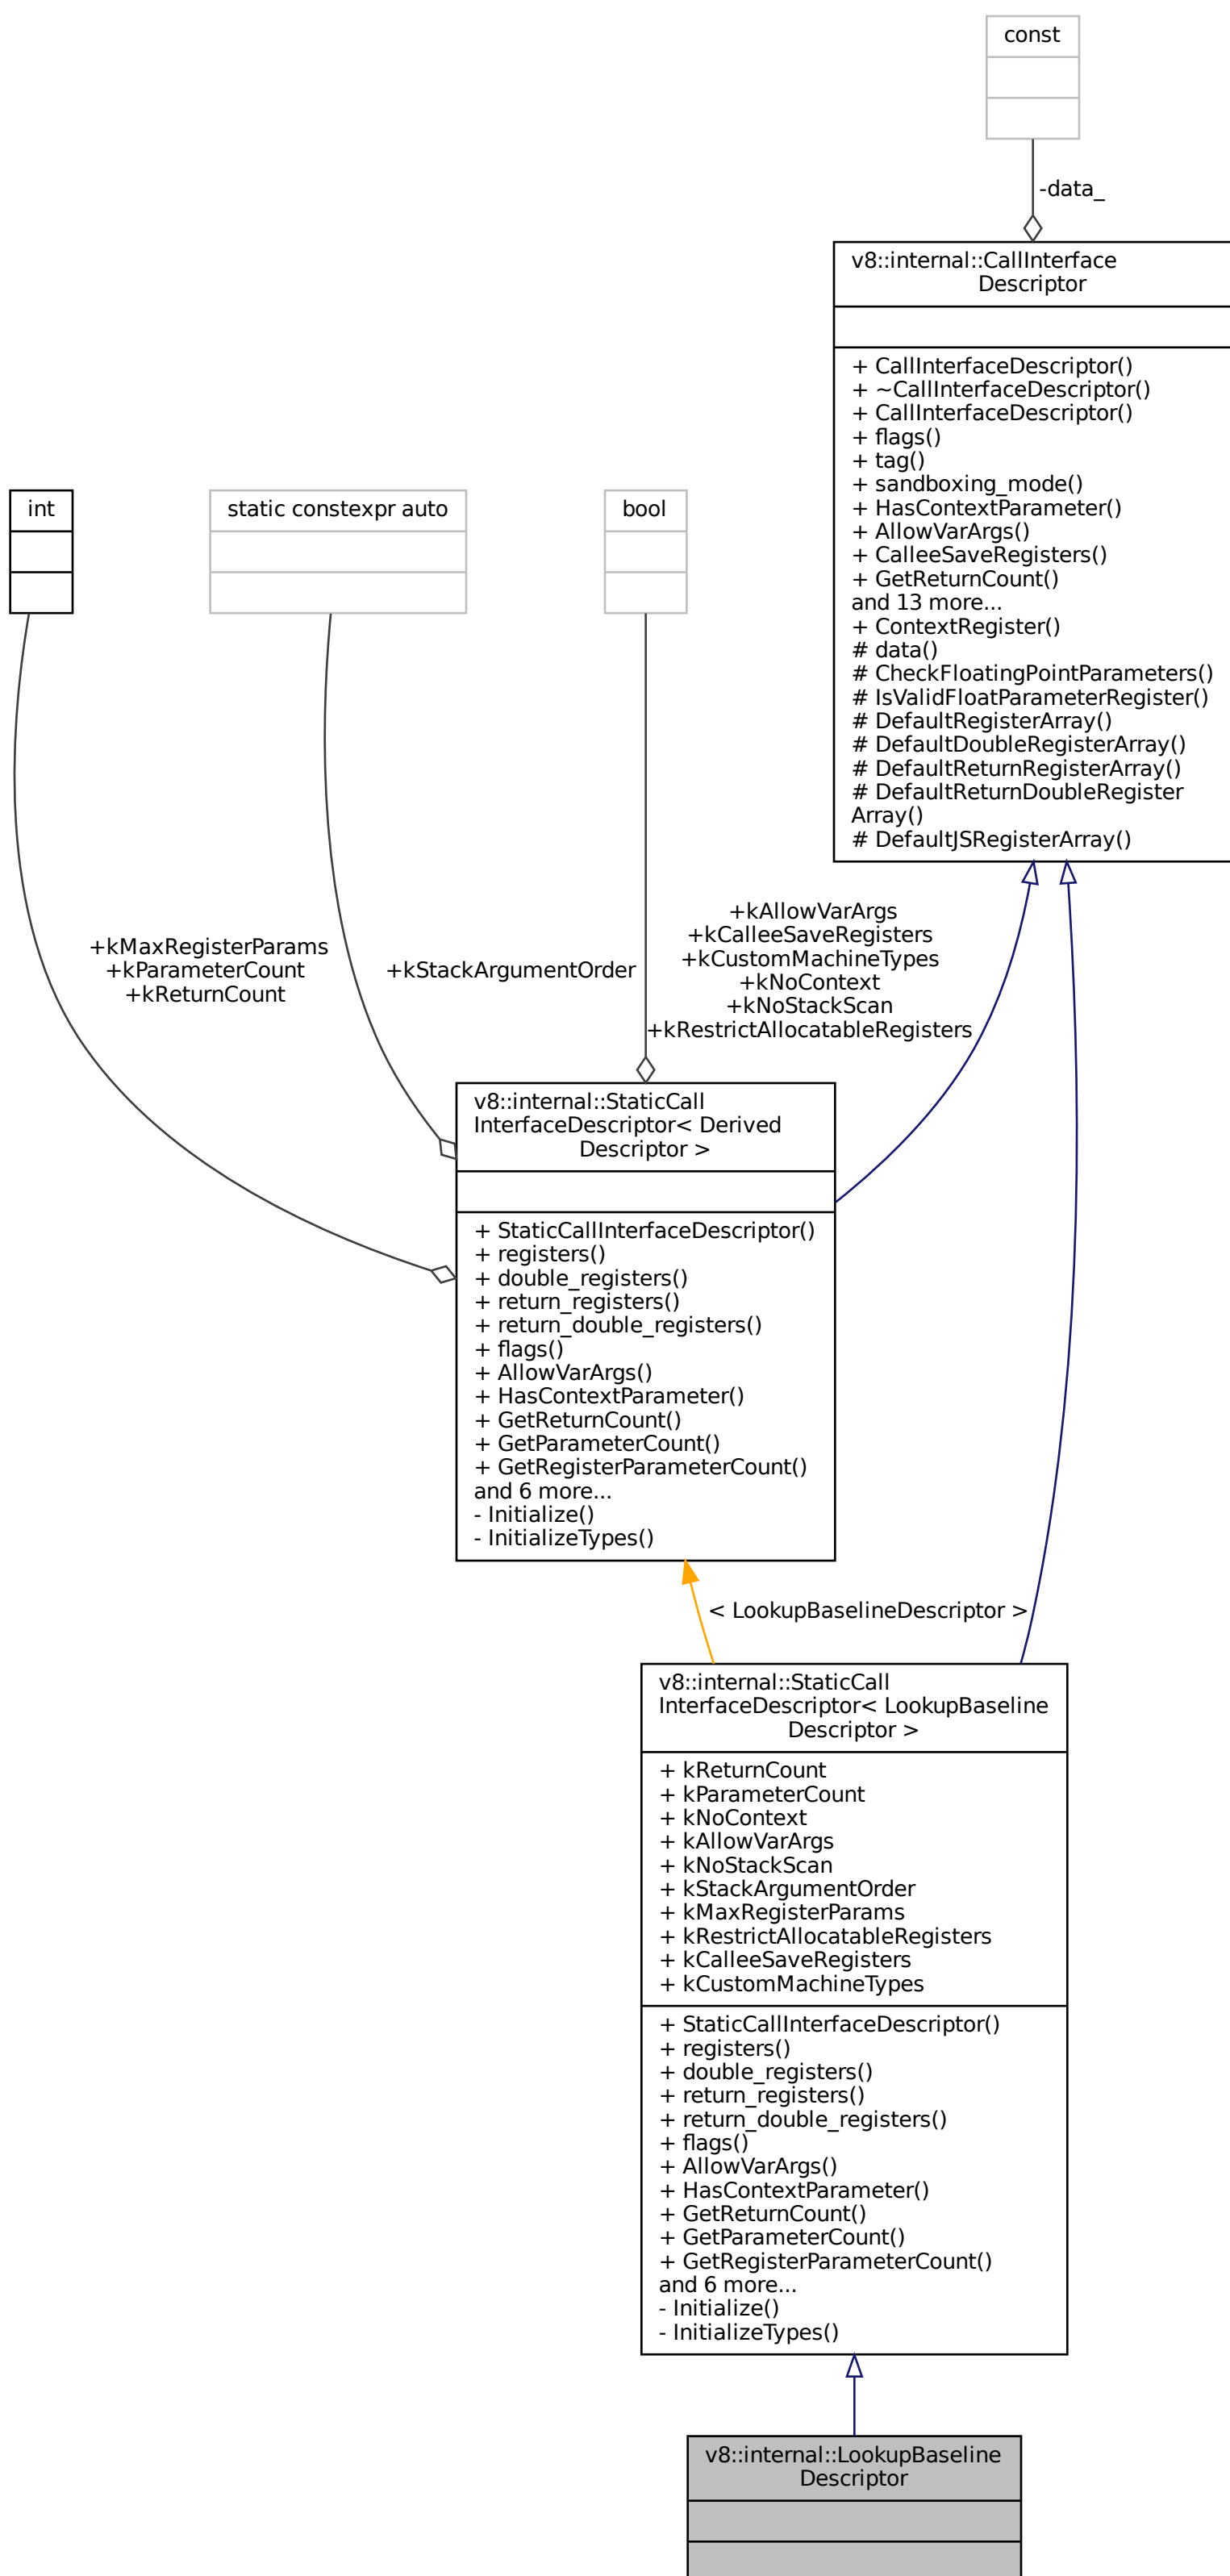 const
-data_
v8::internal::CallInterface
Descriptor
+ CallInterfaceDescriptor()
+ ~CallInterfaceDescriptor()
+ CallInterfaceDescriptor()
+ flags()
+ tag()
+ sandboxing_mode()
+ HasContextParameter()
+ AllowVarArgs()
+ CalleeSaveRegisters()
+ GetReturnCount()
and 13 more...
+ ContextRegister()
# data()
# CheckFloatingPointParameters()
# IsValidFloatParameterRegister()
# DefaultRegisterArray()
# DefaultDoubleRegisterArray()
# DefaultReturnRegisterArray()
# DefaultReturnDoubleRegister
Array()
# DefaultJSRegisterArray()
int
static constexpr auto
bool
+kMaxRegisterParams
+kParameterCount
+kReturnCount
+kStackArgumentOrder
+kAllowVarArgs
+kCalleeSaveRegisters
+kCustomMachineTypes
+kNoContext
+kNoStackScan
+kRestrictAllocatableRegisters
v8::internal::StaticCall
InterfaceDescriptor< Derived
Descriptor >
+ StaticCallInterfaceDescriptor()
+ registers()
+ double_registers()
+ return_registers()
+ return_double_registers()
+ flags()
+ AllowVarArgs()
+ HasContextParameter()
+ GetReturnCount()
+ GetParameterCount()
+ GetRegisterParameterCount()
and 6 more...
- Initialize()
- InitializeTypes()
< LookupBaselineDescriptor >
v8::internal::StaticCall
InterfaceDescriptor< LookupBaseline
Descriptor >
+ kReturnCount
+ kParameterCount
+ kNoContext
+ kAllowVarArgs
+ kNoStackScan
+ kStackArgumentOrder
+ kMaxRegisterParams
+ kRestrictAllocatableRegisters
+ kCalleeSaveRegisters
+ kCustomMachineTypes
+ StaticCallInterfaceDescriptor()
+ registers()
+ double_registers()
+ return_registers()
+ return_double_registers()
+ flags()
+ AllowVarArgs()
+ HasContextParameter()
+ GetReturnCount()
+ GetParameterCount()
+ GetRegisterParameterCount()
and 6 more...
- Initialize()
- InitializeTypes()
v8::internal::LookupBaseline
Descriptor